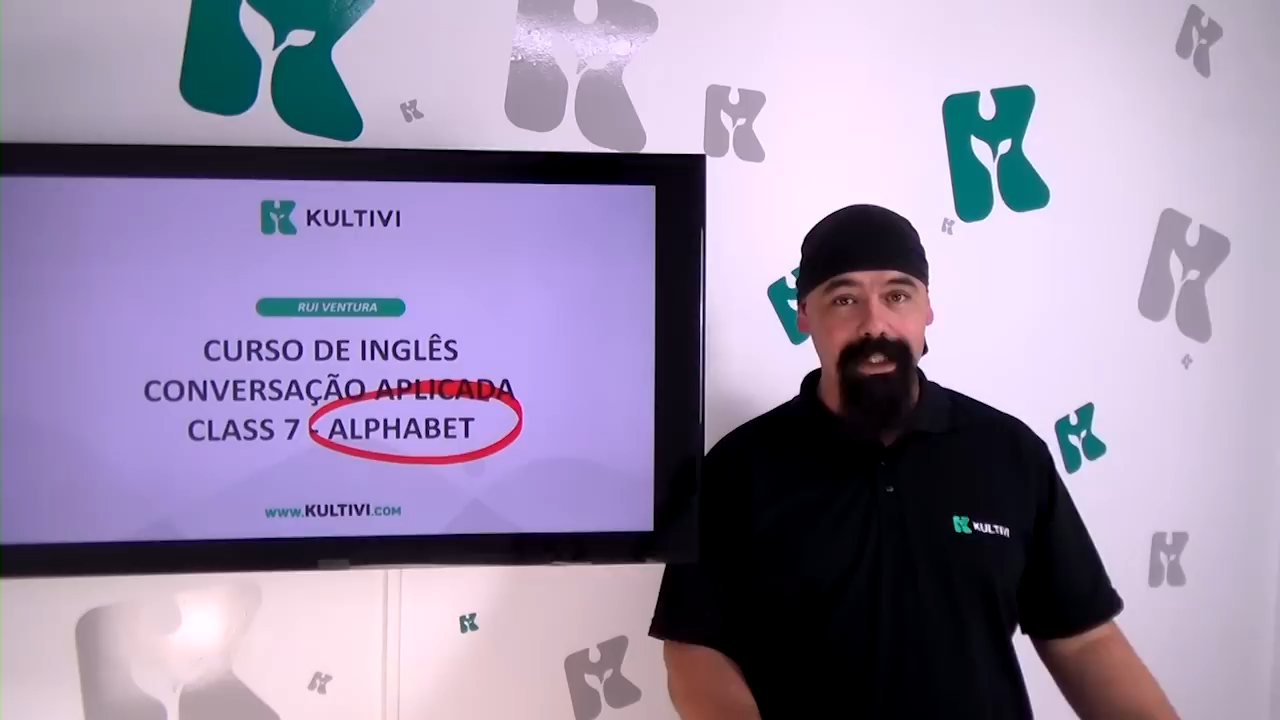 KULTIVI
RUI VENTURA
CURSO DE INGLÊS
CONVERSAÇÃO APLICADA
CLASS 7 - ALPHABET
WWW.KULTIVI.COM
KULTIVI